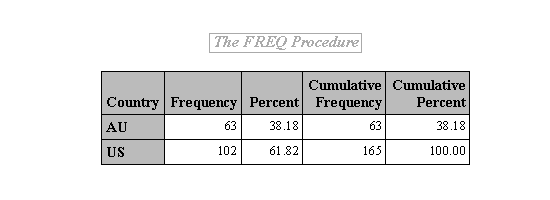 The FREQ Procedure
Cumulative Cumulative
Country Frequency Percent Frequency Percent
AU 63 38.18 63 38.18
US 102 61.82 165 100.00